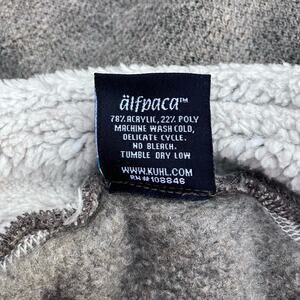 älfpaca™
78% ACRYLIC, 22% POLY
MACHINE WASH COLD,
DELICATE CYCLE.
NO BLEACH.
TUMBLE DRY LOW
WWW.KUHL.COM
RN #108846